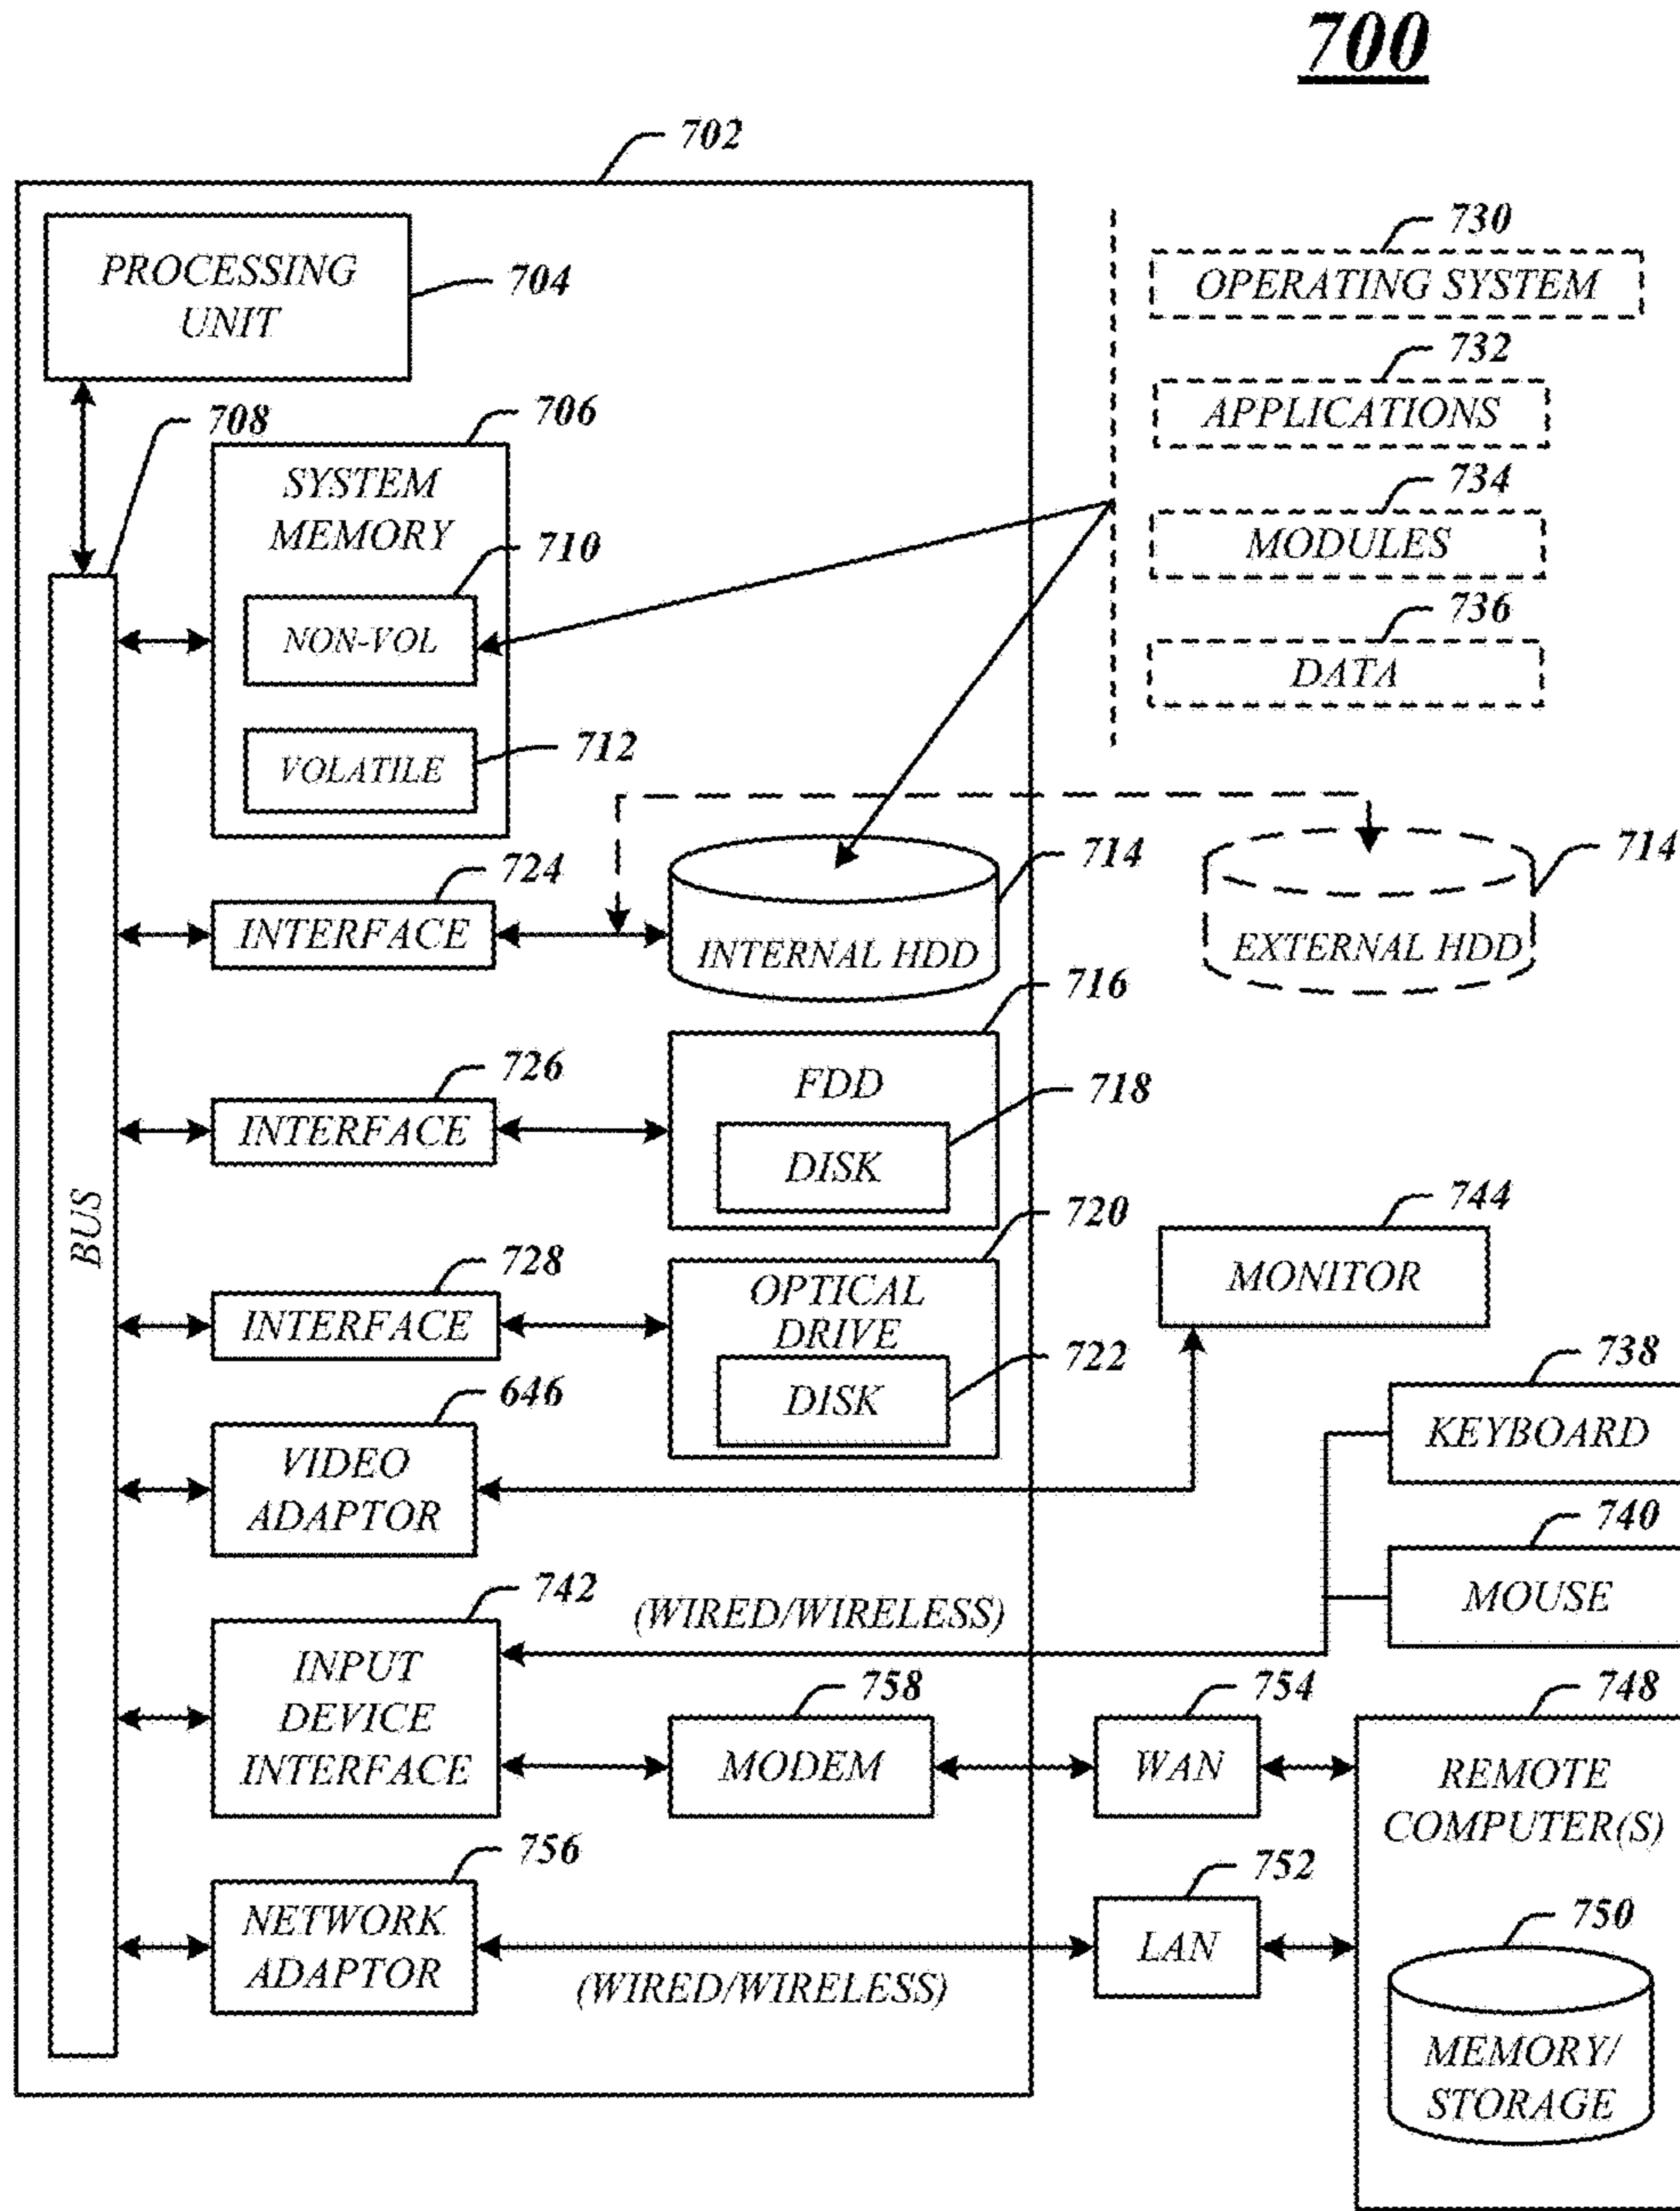 700
702
PROCESSING
UNIT
704
708
706
SYSTEM
MEMORY
710
NON-VOL
712
VOLATILE
730
OPERATING SYSTEM
732
APPLICATIONS
734
MODULES
736
DATA
BUS
724
INTERFACE
714
INTERNAL HDD
714
EXTERNAL HDD
726
INTERFACE
716
FDD
718
DISK
728
INTERFACE
720
OPTICAL
DRIVE
722
DISK
744
MONITOR
646
VIDEO
ADAPTOR
738
KEYBOARD
740
MOUSE
742
(WIRED/WIRELESS)
INPUT
DEVICE
INTERFACE
758
MODEM
754
WAN
748
REMOTE
COMPUTER(S)
756
NETWORK
ADAPTOR
(WIRED/WIRELESS)
752
LAN
750
MEMORY/
STORAGE